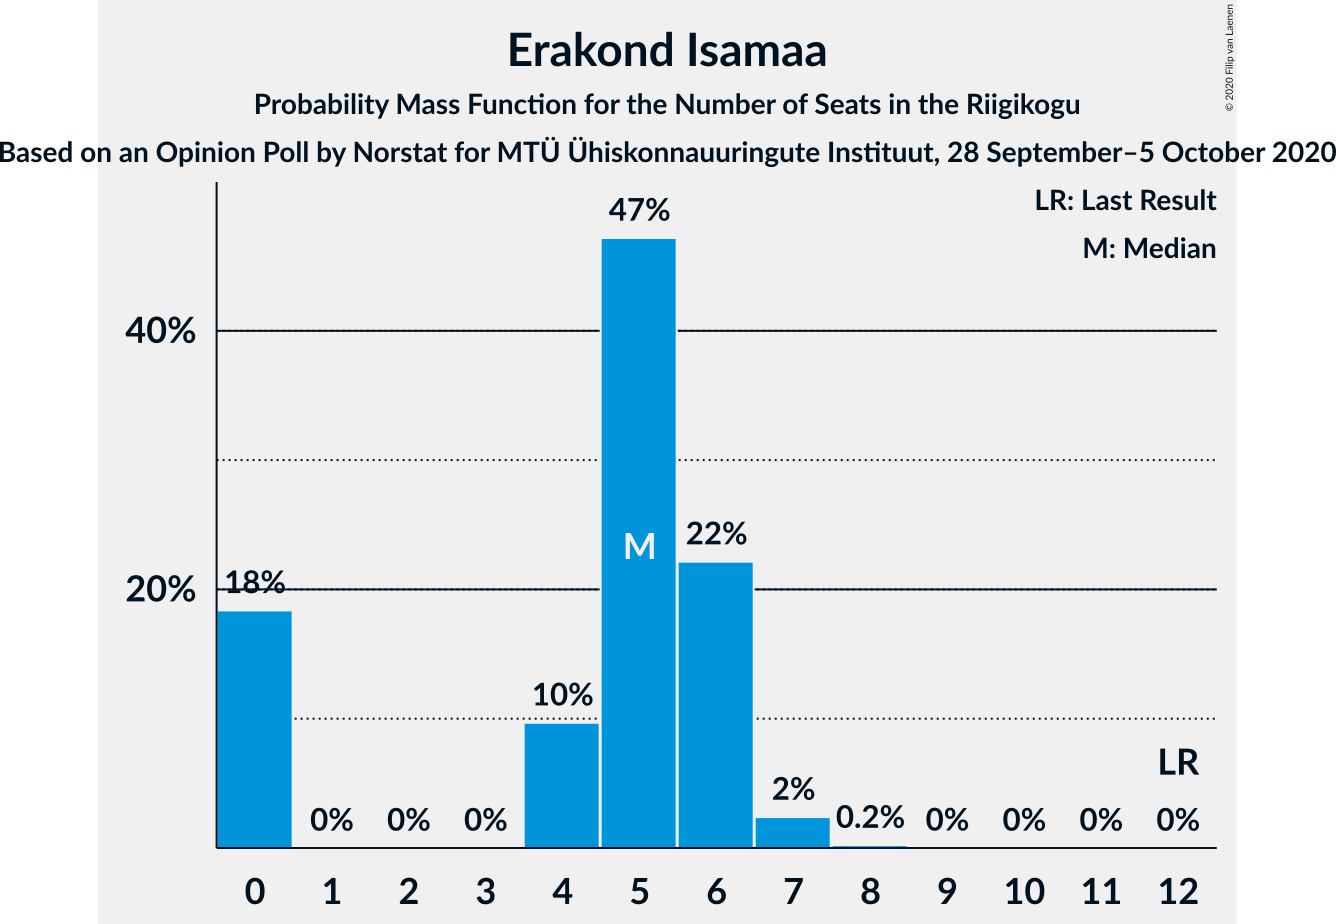 Erakond Isamaa
Probability Mass Function for the Number of Seats in the Riigikogu
Based on an Opinion Poll by Norstat for MTÜ Ühiskonnauuringute Instituut, 28 September–5 October 2020
© 2020 Filip van Laenen
LR: Last Result
M: Median
47%
40%
M
22%
20%
18%
10%
LR
2%
0% 0% 0% 0.2% 0% 0% 0% 0%
0 1 2 3 4 5 6 7 8 9 10 11 12